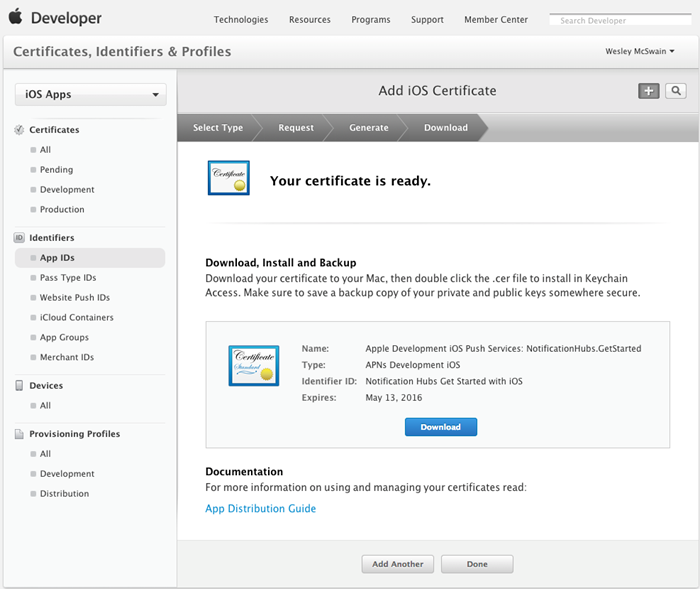 Developer
Technologies Resources Programs Support Member Center Search Developer
Certificates, Identifiers & Profiles Wesley McSwain
iOS Apps
Certificates
All
Pending
Development
Production
ID Identifiers
App IDs
Pass Type IDs
Website Push IDs
iCloud Containers
App Groups
Merchant IDs
Devices
All
Provisioning Profiles
All
Development
Distribution
Add iOS Certificate
Select Type Request Generate Download
Certificate
Your certificate is ready.
Download, Install and Backup
Download your certificate to your Mac, then double click the .cer file to install in Keychain
Access. Make sure to save a backup copy of your private and public keys somewhere secure.
Certificate
Standard
Name: Apple Development iOS Push Services: NotificationHubs.GetStarted
Type: APNs Development iOS
Identifier ID: Notification Hubs Get Started with iOS
Expires: May 13, 2016
Download
Documentation
For more information on using and managing your certificates read:
App Distribution Guide
Add Another Done